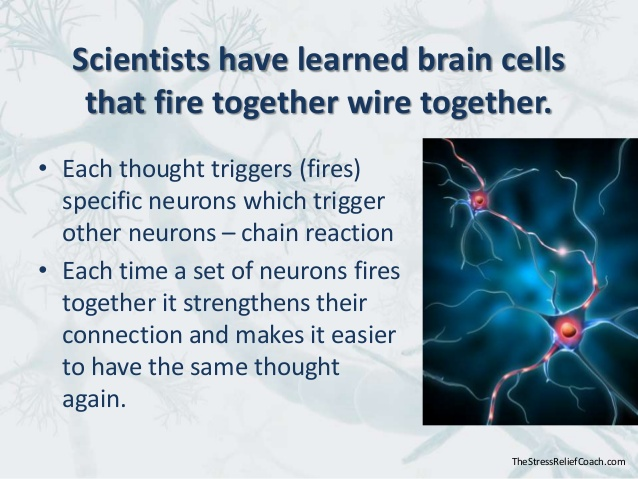 Scientists have learned brain cells
that fire together wire together.
• Each thought triggers (fires)
specific neurons which trigger
other neurons – chain reaction
• Each time a set of neurons fires
together it strengthens their
connection and makes it easier
to have the same thought
again.
TheStressReliefCoach.com